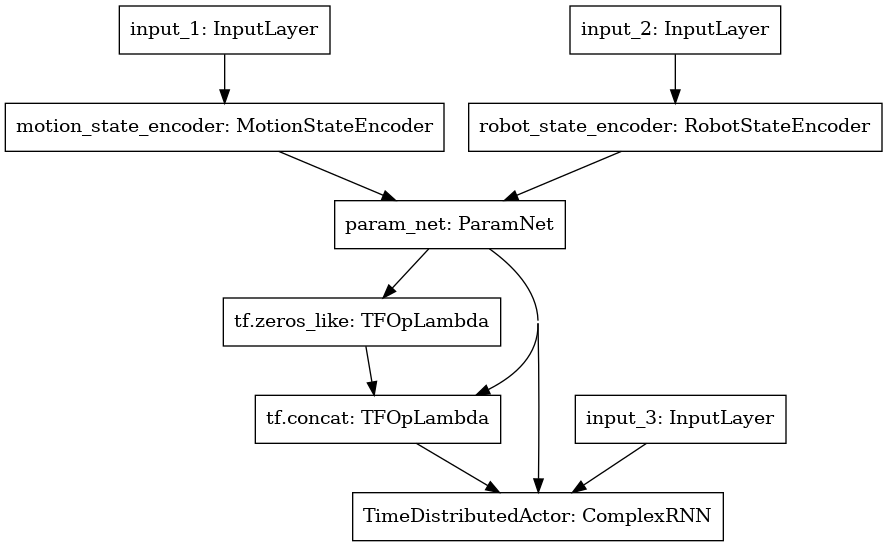 input_1: InputLayer
input_2: InputLayer
motion_state_encoder: MotionStateEncoder
robot_state_encoder: RobotStateEncoder
param_net: ParamNet
tf.zeros_like: TFOpLambda
tf.concat: TFOpLambda
input_3: InputLayer
TimeDistributedActor: ComplexRNN